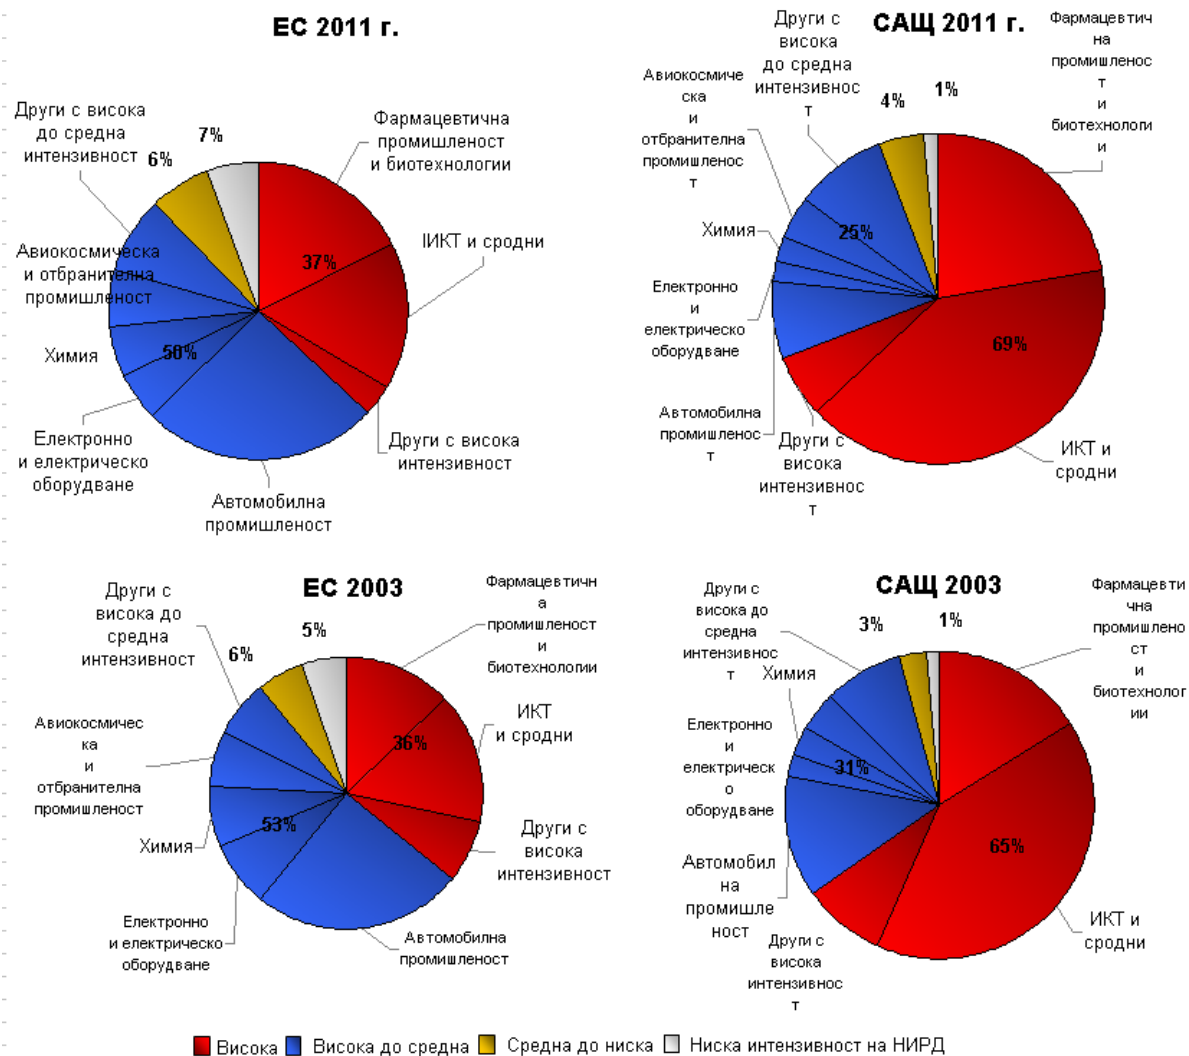 ЕС 2011 г.
Други с висока
до средна
интензивност
6%
7%
Фармацевтична
промишленост
и биотехнологии
Авиокосмическа
и отбранителна
промишленост
37%
ІИКТ и сродни
Химия
50%
Електронно
и електрическо
оборудване
Други с висока
интензивност
Автомобилна
промишленост
САЩ 2011 г.
Други с
висока
до средна
интензивнос
т
4%
1%
Фармацевтич
на
промишленос
т
и
биотехнологи
и
Авиокосмиче
ска
и
отбранителна
промишленос
т
Химия
25%
Електронно
и
електрическо
оборудване
69%
Автомобилна
промишленос
т
Други с
висока
интензивнос
т
ИКТ и
сродни
ЕС 2003
Други с
висока до
средна
интензивност
6%
5%
Фармацевтичн
а
промишленост
и
биотехнологии
Авиокосмичес
ка
и
отбранителна
промишленост
36%
ИКТ
и сродни
Химия
53%
Други с
висока
интензивност
Електронно
и електрическо
оборудване
Автомобилна
промишленост
САЩ 2003
Други с
висока до
средна
интензивнос
т
3%
1%
Фармацевти
чна
промишлено
ст
и
биотехнолог
ии
Химия
Електронно
и
електрическ
о
оборудване
31%
65%
Автомобил
на
промишле
ност
Други с
висока
интензивнос
т
ИКТ и
сродни
Висока Висока до средна Средна до ниска Ниска интензивност на НИРД